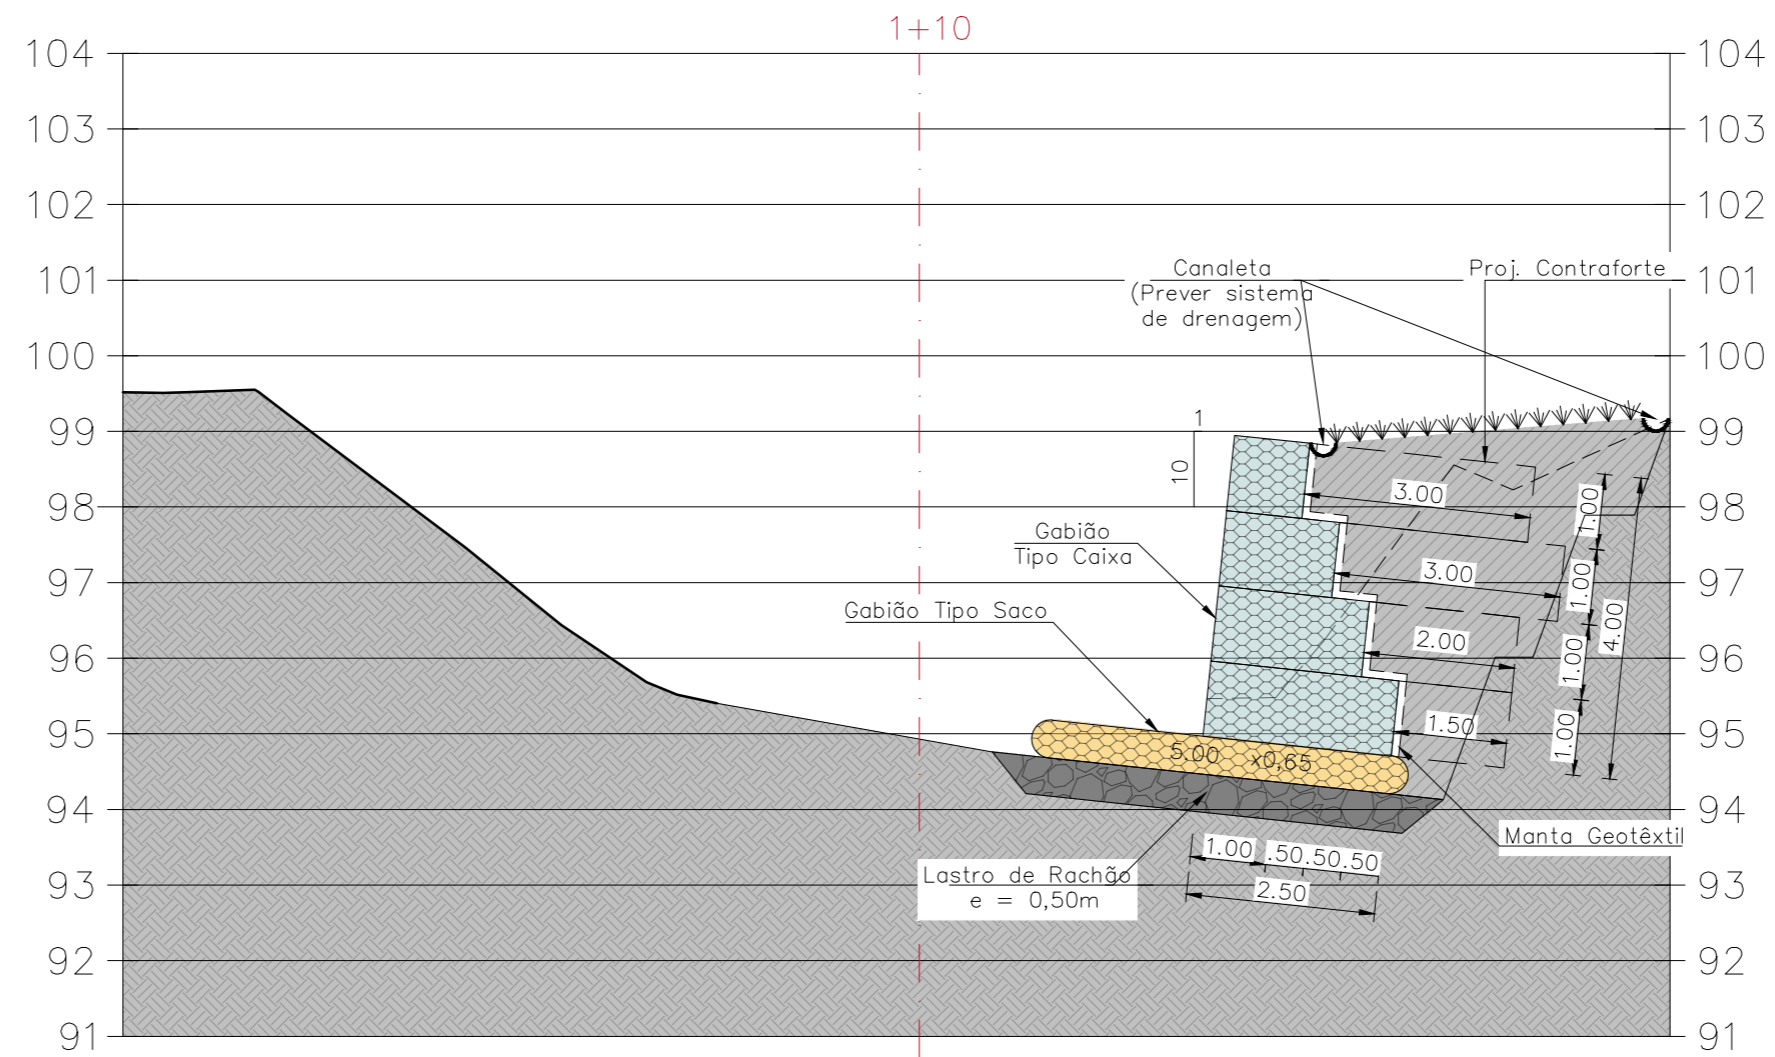 1+10
104 104
103 103
102 102
101 101
100 100
99 99
98 98
97 97
96 96
95 95
94 94
93 93
92 92
91 91
Canaleta
(Prever sistema
de drenagem)
Proj. Contraforte
1
10
Gabião
Tipo Caixa
Gabião Tipo Saco
3.00
3.00
2.00
1.50
1.00
1.00
1.00
1.00
4.00
5.00 x0,65
Manta Geotêxtil
Lastro de Rachão
e = 0,50m
1.00 .50 .50 .50
2.50